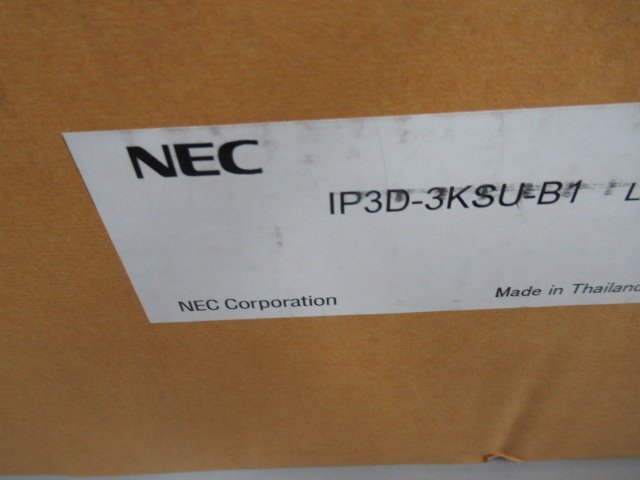 NEC
IP3D-3KSU-B1 L
NEC Corporation
Made in Thailand